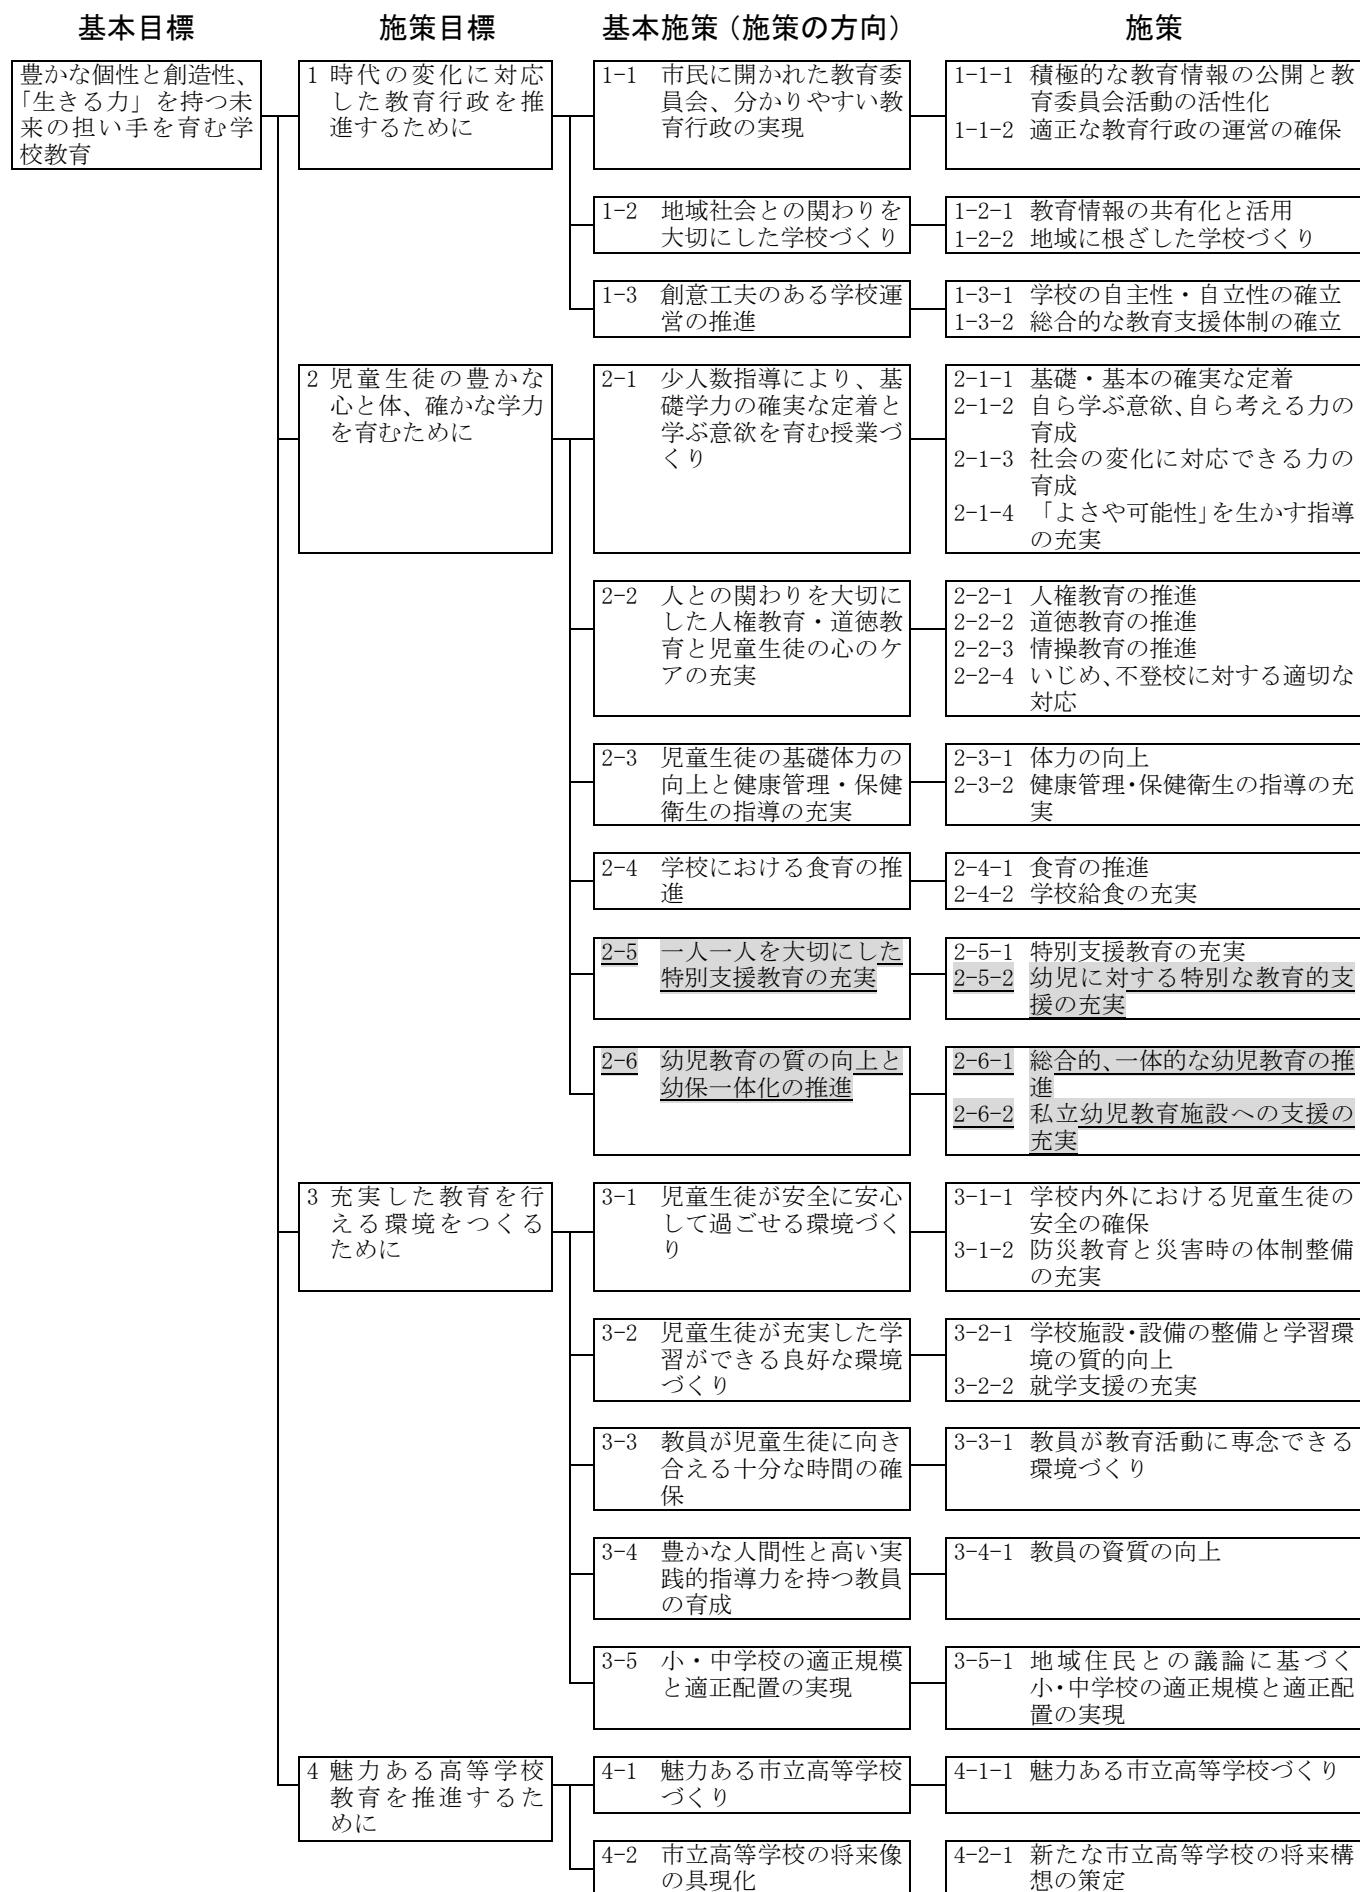 基本目標
施策目標
基本施策（施策の方向）
施策
豊かな個性と創造性、
「生きる力」を持つ未
来の担い手を育む学
校教育
1 時代の変化に対応
した教育行政を推
進するために
1-1 市民に開かれた教育委
員会、分かりやすい教
育行政の実現
1-1-1 積極的な教育情報の公開と教
育委員会活動の活性化
1-1-2 適正な教育行政の運営の確保
1-2 地域社会との関わりを
大切にした学校づくり
1-2-1 教育情報の共有化と活用
1-2-2 地域に根ざした学校づくり
1-3 創意工夫のある学校運
営の推進
1-3-1 学校の自主性・自立性の確立
1-3-2 総合的な教育支援体制の確立
2 児童生徒の豊かな
心と体、確かな学力
を育むために
2-1 少人数指導により、基
礎学力の確実な定着と
学ぶ意欲を育む授業づ
くり
2-1-1 基礎・基本の確実な定着
2-1-2 自ら学ぶ意欲、自ら考える力の
育成
2-1-3 社会の変化に対応できる力の
育成
2-1-4 「よさや可能性」を生かす指導
の充実
2-2 人との関わりを大切に
した人権教育・道徳教
育と児童生徒の心のケ
アの充実
2-2-1 人権教育の推進
2-2-2 道徳教育の推進
2-2-3 情操教育の推進
2-2-4 いじめ、不登校に対する適切な
対応
2-3 児童生徒の基礎体力の
向上と健康管理・保健
衛生の指導の充実
2-3-1 体力の向上
2-3-2 健康管理・保健衛生の指導の充
実
2-4 学校における食育の推
進
2-4-1 食育の推進
2-4-2 学校給食の充実
2-5 一人一人を大切にした
特別支援教育の充実
2-5-1 特別支援教育の充実
2-5-2 幼児に対する特別な教育的支
援の充実
2-6 幼児教育の質の向上と
幼保一体化の推進
2-6-1 総合的、一体的な幼児教育の推
進
2-6-2 私立幼児教育施設への支援の
充実
3 充実した教育を行
える環境をつくる
ために
3-1 児童生徒が安全に安心
して過ごせる環境づく
り
3-1-1 学校内外における児童生徒の
安全の確保
3-1-2 防災教育と災害時の体制整備
の充実
3-2 児童生徒が充実した学
習ができる良好な環境
づくり
3-2-1 学校施設・設備の整備と学習環
境の質的向上
3-2-2 就学支援の充実
3-3 教員が児童生徒に向き
合える十分な時間の確
保
3-3-1 教員が教育活動に専念できる
環境づくり
3-4 豊かな人間性と高い実
践的指導力を持つ教員
の育成
3-4-1 教員の資質の向上
3-5 小・中学校の適正規模
と適正配置の実現
3-5-1 地域住民との議論に基づく
小・中学校の適正規模と適正配
置の実現
4 魅力ある高等学校
教育を推進するた
めに
4-1 魅力ある市立高等学校
づくり
4-1-1 魅力ある市立高等学校づくり
4-2 市立高等学校の将来像
の具現化
4-2-1 新たな市立高等学校の将来構
想の策定